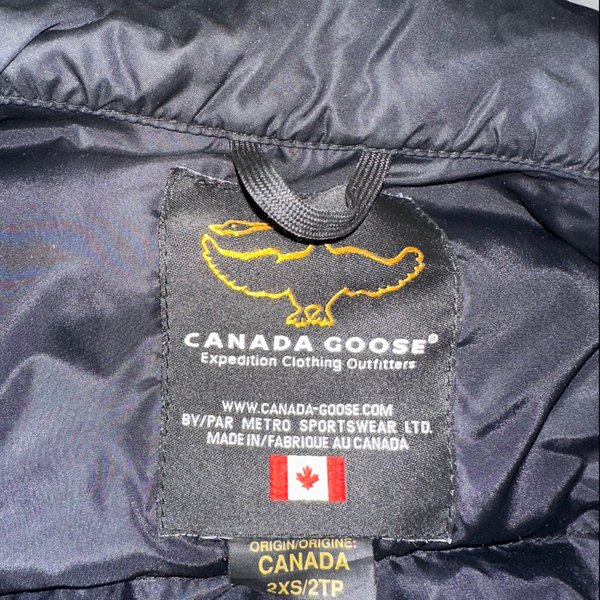 CANADA GOOSE®
Expedition Clothing Outfitters
WWW.CANADA-GOOSE.COM
BY/PAR METRO SPORTSWEAR LTD.
MADE IN/FABRIQUE AU CANADA
ORIGIN/ORIGINE:
CANADA
2XS/2TP